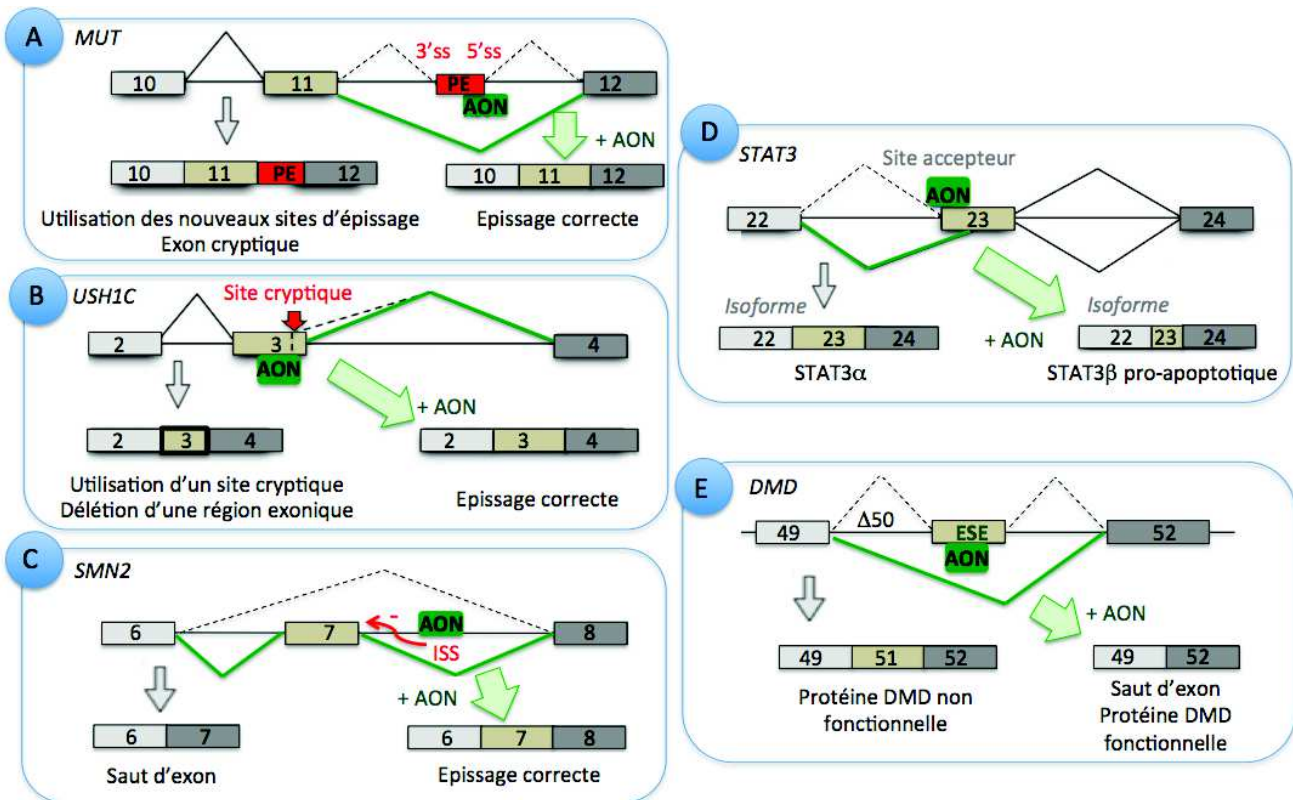 A
MUT
3'ss 5'ss
10
11
PE
12
AON
+ AON
10 11 PE 12
10 11 12
Utilisation des nouveaux sites d'épissage
Exon cryptique
Epissage correcte
B
USH1C
Site cryptique
2
3
4
AON
+ AON
2 3 4
2 3 4
Utilisation d'un site cryptique
Délétion d'une région exonique
Epissage correcte
C
SMN2
-
AON
6
7
8
ISS
+ AON
6 7
6 7 8
Saut d'exon
Epissage correcte
D
STAT3
Site accepteur
AON
22
23
24
Isoforme
Isoforme
+ AON
22 23 24
22 23 24
STAT3α
STAT3β pro-apoptotique
E
DMD
Δ50
49
ESE
52
AON
+ AON
49 51 52
49 52
Protéine DMD non
fonctionnelle
Saut d'exon
Protéine DMD
fonctionnelle